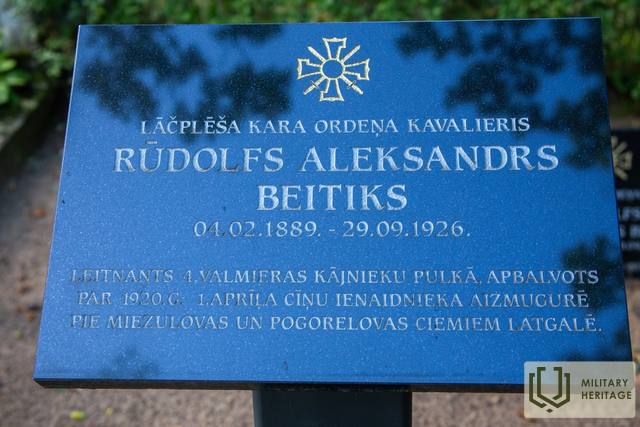 LĀČPLĒŠA KARA ORDEŅA KAVALIERIS
RŪDOLFS ALEKSANDRS
BEITIKS
04.02.1889. - 29.09.1926.
LEITNANTS 4.VALMIERAS KĀJNIEKU PULKĀ, APBALVOTS
PAR 1920.G. 1.APRĪĻA CĪŅU IENAIDNIEKA AIZMUGURĒ
PIE MIEZULOVAS UN POGORELOVAS CIEMIEM LATGALĒ.
MILITARY
HERITAGE